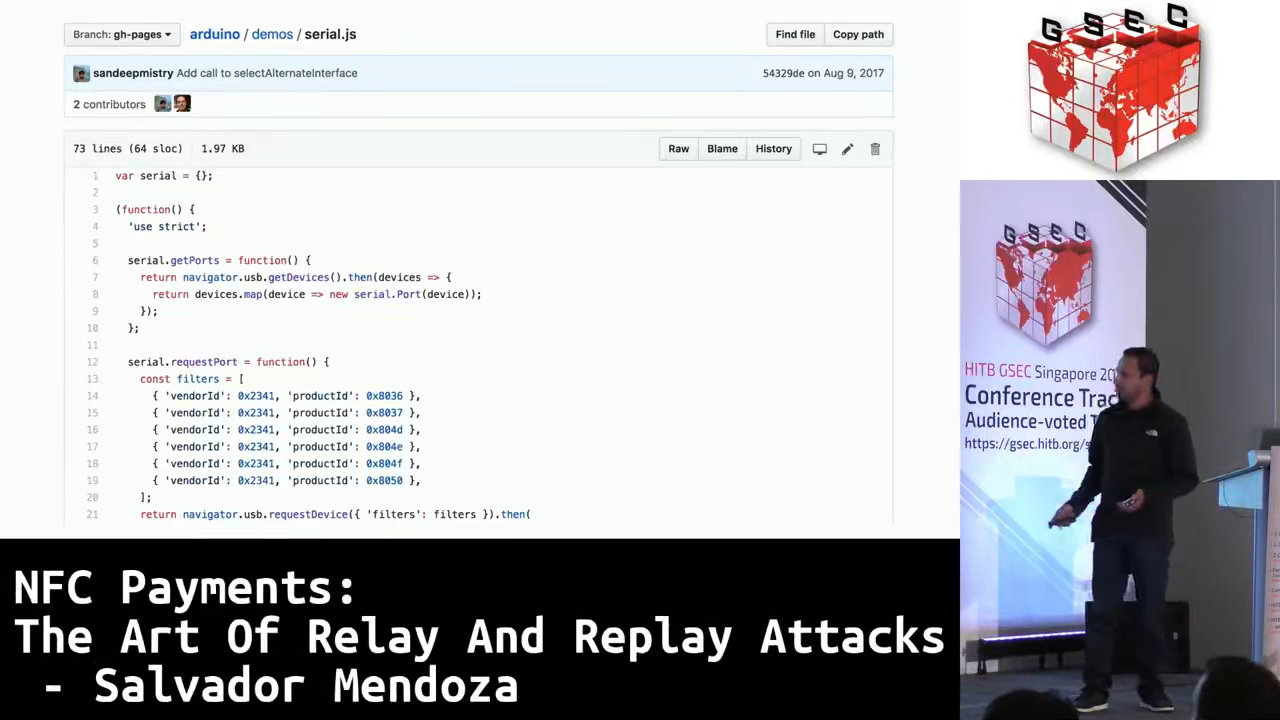 Branch: gh-pages
arduino / demos / serial.js
Find file
Copy path
sandeepmistry Add call to selectAlternateInterface
54329de on Aug 9, 2017
2 contributors
73 lines (64 sloc) 1.97 KB
Raw
Blame
History
1 var serial = {};
2
3 (function() {
4 'use strict';
5
6 serial.getPorts = function() {
7 return navigator.usb.getDevices().then(devices => {
8 return devices.map(device => new serial.Port(device));
9 });
10 };
11
12 serial.requestPort = function() {
13 const filters = [
14 { 'vendorId': 0x2341, 'productId': 0x8036 },
15 { 'vendorId': 0x2341, 'productId': 0x8037 },
16 { 'vendorId': 0x2341, 'productId': 0x804d },
17 { 'vendorId': 0x2341, 'productId': 0x804e },
18 { 'vendorId': 0x2341, 'productId': 0x804f },
19 { 'vendorId': 0x2341, 'productId': 0x8050 },
20 ];
21 return navigator.usb.requestDevice({ 'filters': filters }).then(
GSEC
GSEC
HITB GSEC Singapore
Conference
Audience-voted
https://gsec.hitb.org/
NFC Payments:
The Art Of Relay And Replay Attacks
- Salvador Mendoza